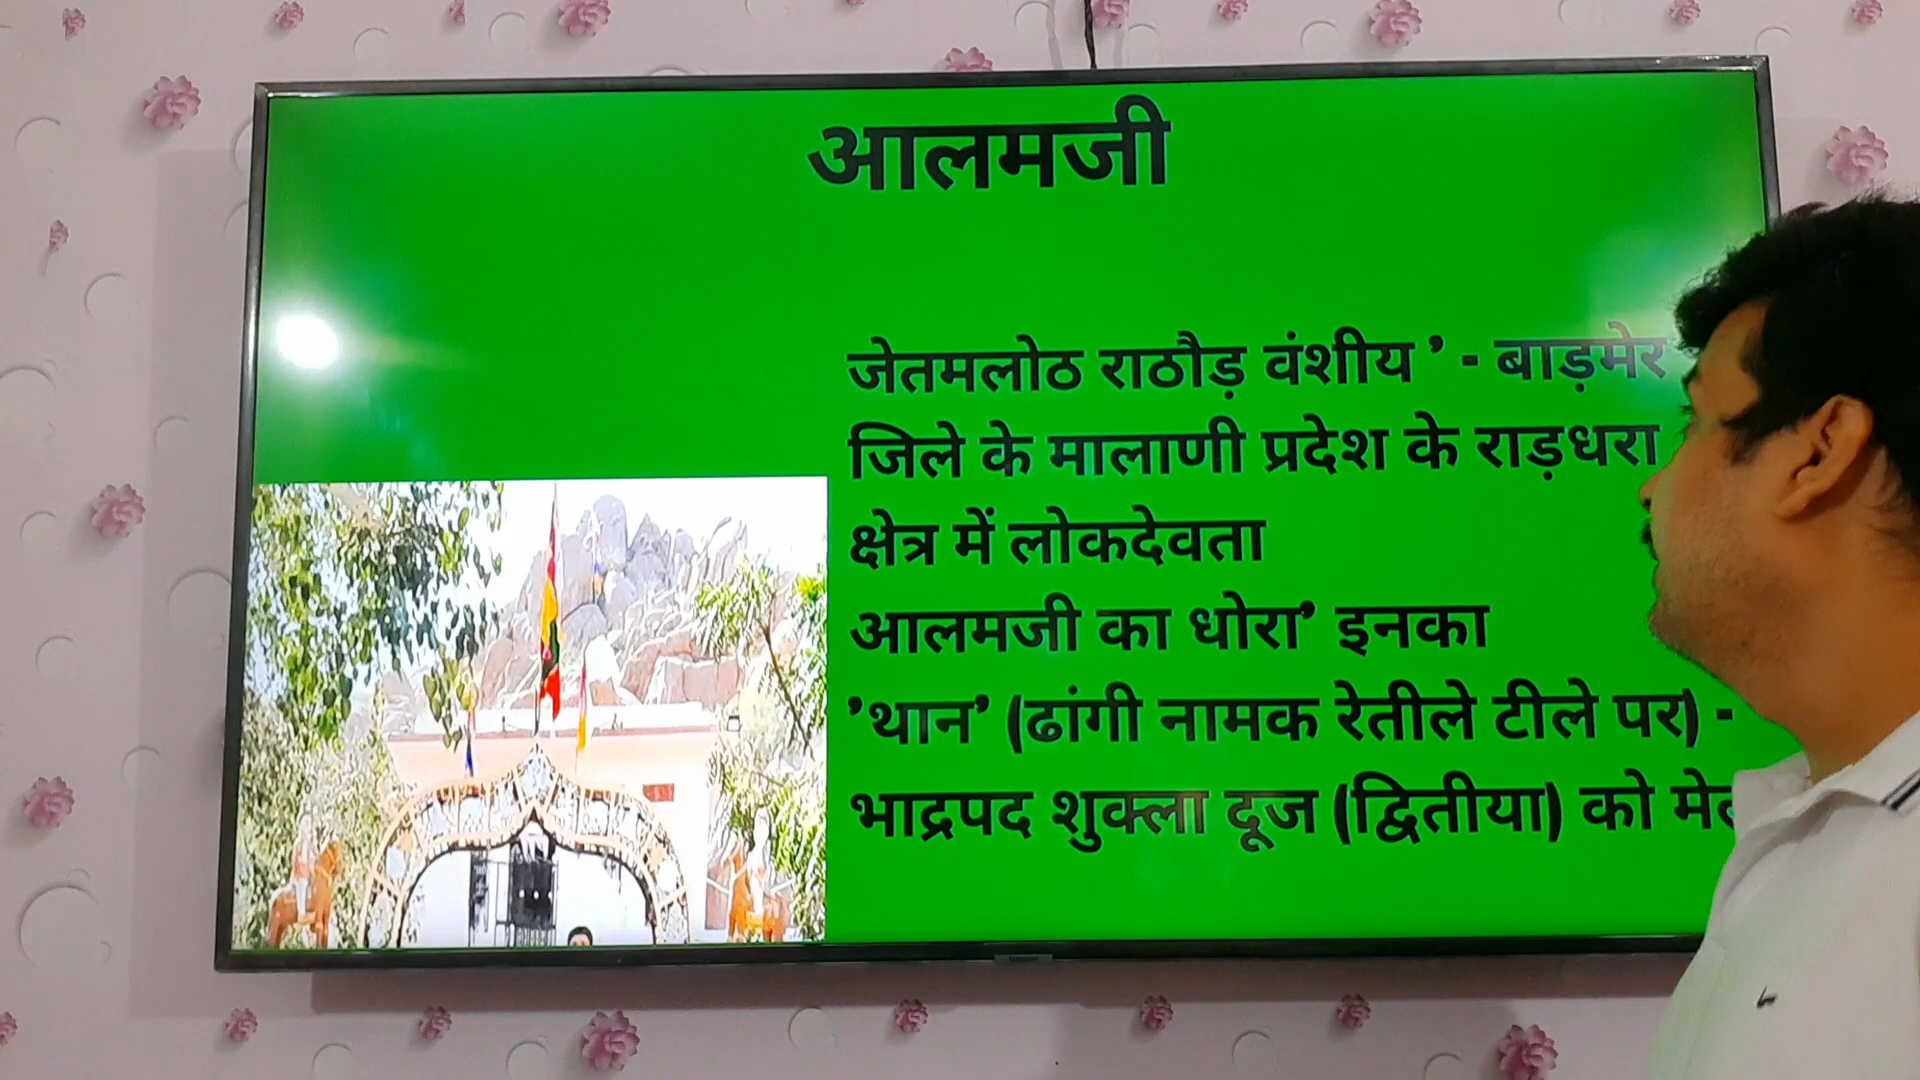 आलमजी
जेतमलोठ राठौड़ वंशीय ’ - बाड़मेर
जिले के मालाणी प्रदेश के राड़धरा
क्षेत्र में लोकदेवता
आलमजी का धोरा’ इनका
’थान’ (ढांगी नामक रेतीले टीले पर) -
भाद्रपद शुक्ला दूज (द्वितीया) को